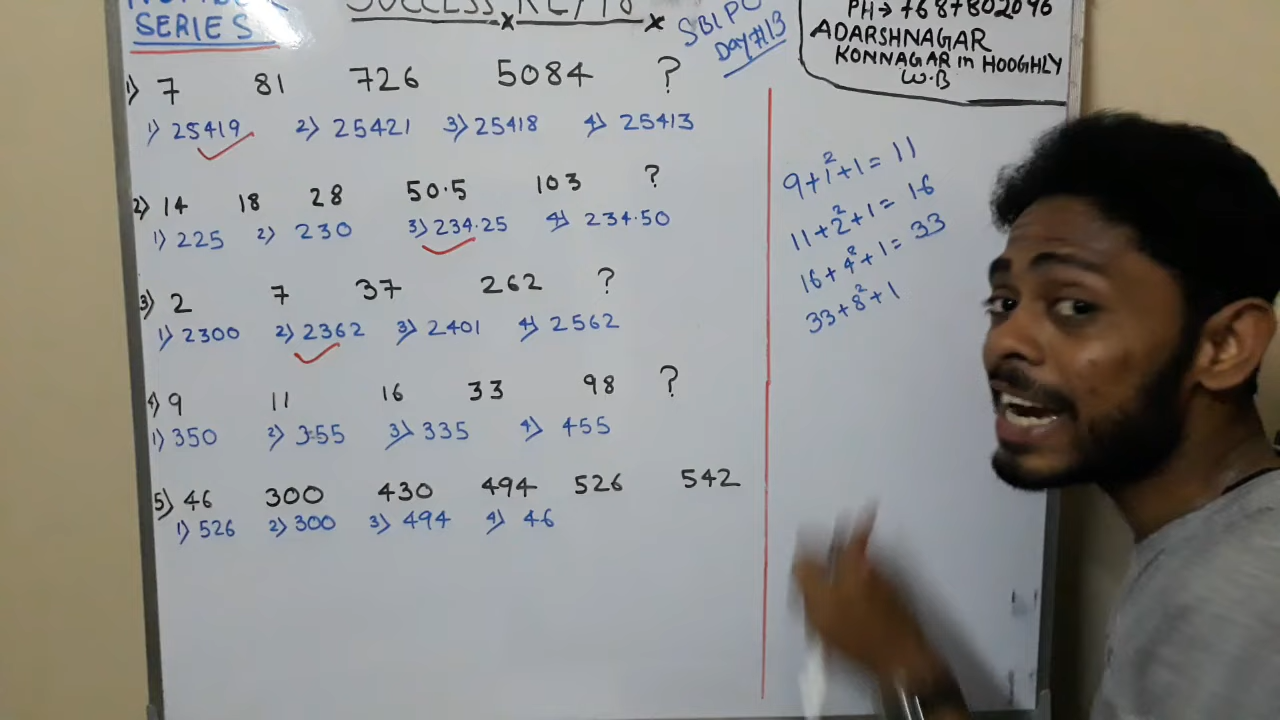 SERIES
SUCCESS
SBI PO
Day #13
PH→ 7687802096
ADARSHNAGAR
KONNAGAR in HOOGHLY
W.B
1) 7 81 726 5084 ?
1) 25419 2) 25421 3) 25418 4) 25413
2) 14 18 28 50.5 103 ?
1) 225 2) 230 3) 234.25 4) 234.50
3) 2 7 37 262 ?
1) 2300 2) 2362 3) 2401 4) 2562
4) 9 11 16 33 98 ?
1) 350 2) 355 3) 335 4) 455
5) 46 300 430 494 526 542
1) 526 2) 300 3) 494 4) 46
9+1²+1= 11
11+2²+1= 16
16+4²+1= 33
33+8²+1